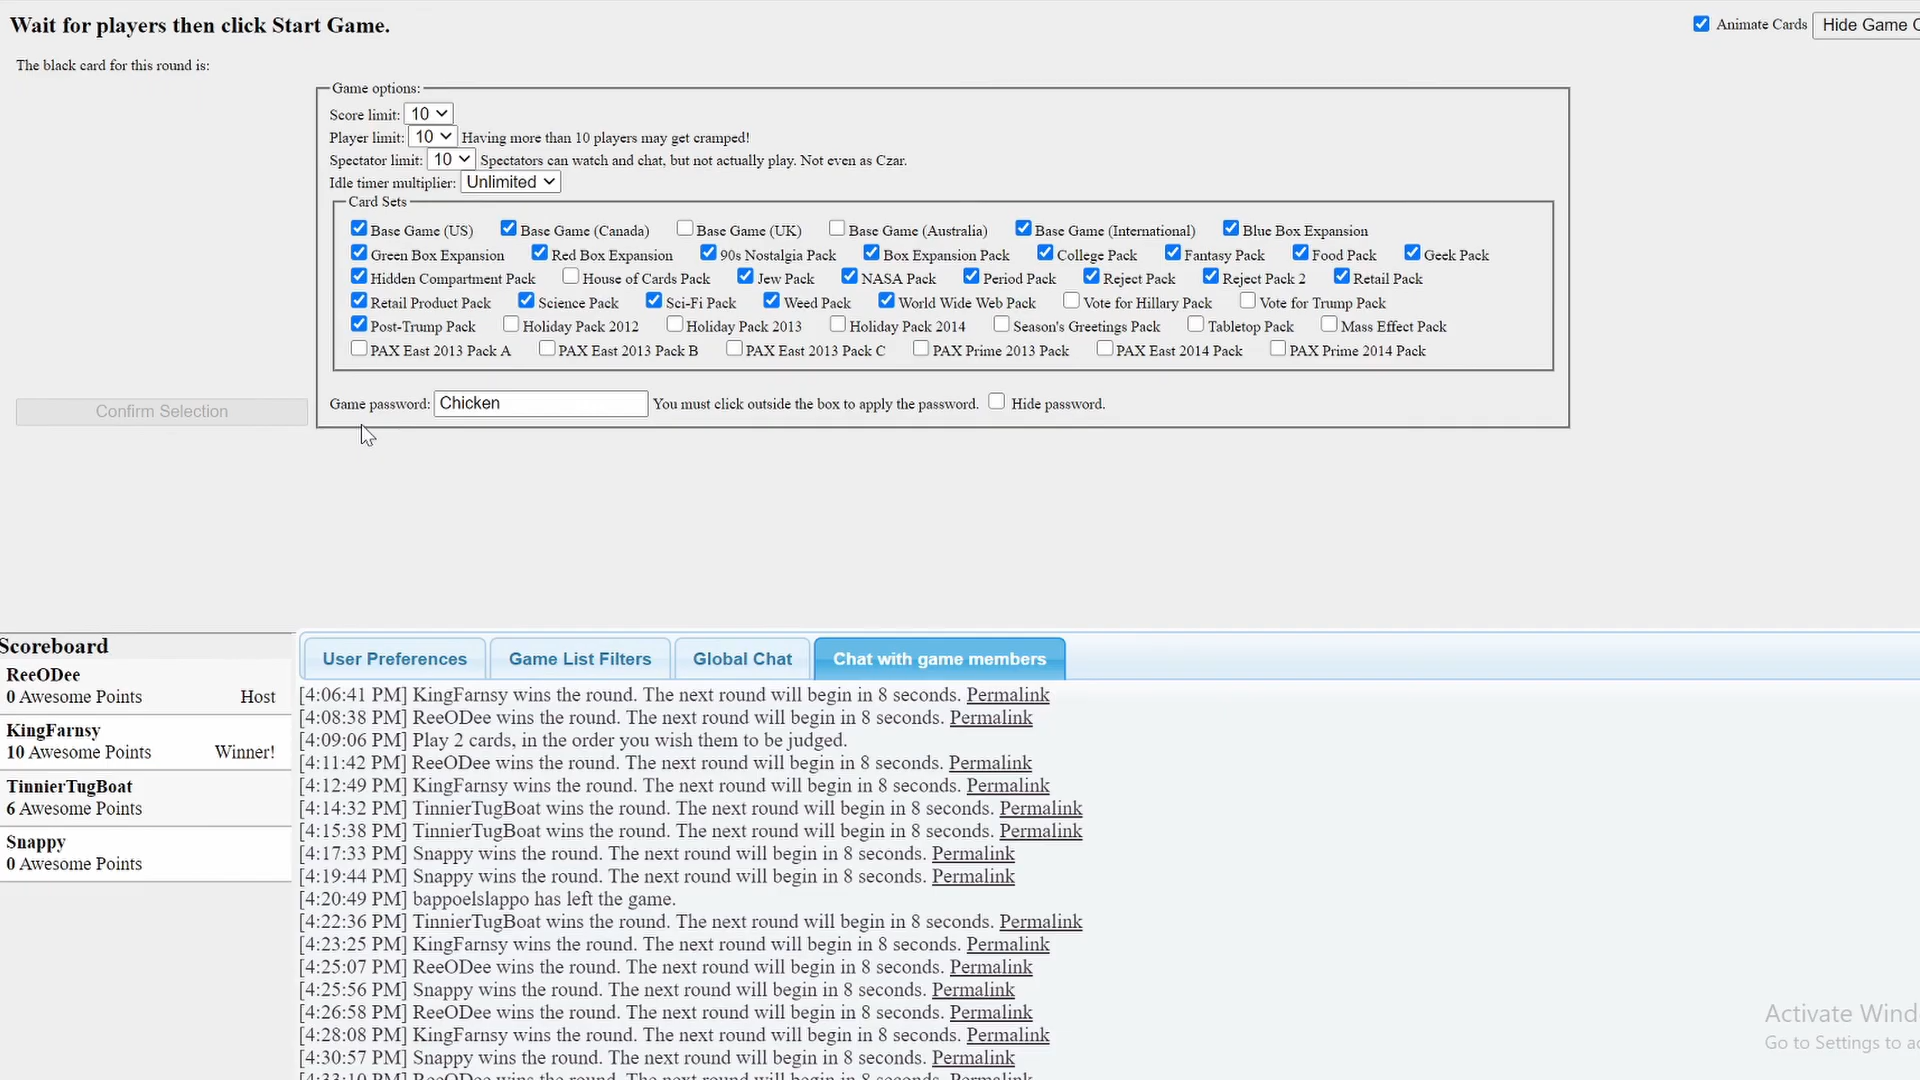 Wait for players then click Start Game.
Animate Cards
Hide Game
The black card for this round is:
Game options:
Score limit: 10
Player limit: 10 Having more than 10 players may get cramped!
Spectator limit: 10 Spectators can watch and chat, but not actually play. Not even as Czar.
Idle timer multiplier: Unlimited
Card Sets
Base Game (US) Base Game (Canada) Base Game (UK) Base Game (Australia) Base Game (International) Blue Box Expansion
Green Box Expansion Red Box Expansion 90s Nostalgia Pack Box Expansion Pack College Pack Fantasy Pack Food Pack Geek Pack
Hidden Compartment Pack House of Cards Pack Jew Pack NASA Pack Period Pack Reject Pack Reject Pack 2 Retail Pack
Retail Product Pack Science Pack Sci-Fi Pack Weed Pack World Wide Web Pack Vote for Hillary Pack Vote for Trump Pack
Post-Trump Pack Holiday Pack 2012 Holiday Pack 2013 Holiday Pack 2014 Season's Greetings Pack Tabletop Pack Mass Effect Pack
PAX East 2013 Pack A PAX East 2013 Pack B PAX East 2013 Pack C PAX Prime 2013 Pack PAX East 2014 Pack PAX Prime 2014 Pack
Game password: Chicken You must click outside the box to apply the password. Hide password.
Confirm Selection
Scoreboard
ReeODee
0 Awesome Points Host
KingFarnsy
10 Awesome Points Winner!
TinnierTugBoat
6 Awesome Points
Snappy
0 Awesome Points
User Preferences Game List Filters Global Chat Chat with game members
[4:06:41 PM] KingFarnsy wins the round. The next round will begin in 8 seconds. Permalink
[4:08:38 PM] ReeODee wins the round. The next round will begin in 8 seconds. Permalink
[4:09:06 PM] Play 2 cards, in the order you wish them to be judged.
[4:11:42 PM] ReeODee wins the round. The next round will begin in 8 seconds. Permalink
[4:12:49 PM] KingFarnsy wins the round. The next round will begin in 8 seconds. Permalink
[4:14:32 PM] TinnierTugBoat wins the round. The next round will begin in 8 seconds. Permalink
[4:15:38 PM] TinnierTugBoat wins the round. The next round will begin in 8 seconds. Permalink
[4:17:33 PM] Snappy wins the round. The next round will begin in 8 seconds. Permalink
[4:19:44 PM] Snappy wins the round. The next round will begin in 8 seconds. Permalink
[4:20:49 PM] bappoelslappo has left the game.
[4:22:36 PM] TinnierTugBoat wins the round. The next round will begin in 8 seconds. Permalink
[4:23:25 PM] KingFarnsy wins the round. The next round will begin in 8 seconds. Permalink
[4:25:07 PM] ReeODee wins the round. The next round will begin in 8 seconds. Permalink
[4:25:56 PM] Snappy wins the round. The next round will begin in 8 seconds. Permalink
[4:26:58 PM] ReeODee wins the round. The next round will begin in 8 seconds. Permalink
[4:28:08 PM] KingFarnsy wins the round. The next round will begin in 8 seconds. Permalink
[4:30:57 PM] Snappy wins the round. The next round will begin in 8 seconds. Permalink
[4:33:10 PM] ReeODee wins the round. The next round will begin in 8 seconds. Permalink
Activate Wind
Go to Settings to a